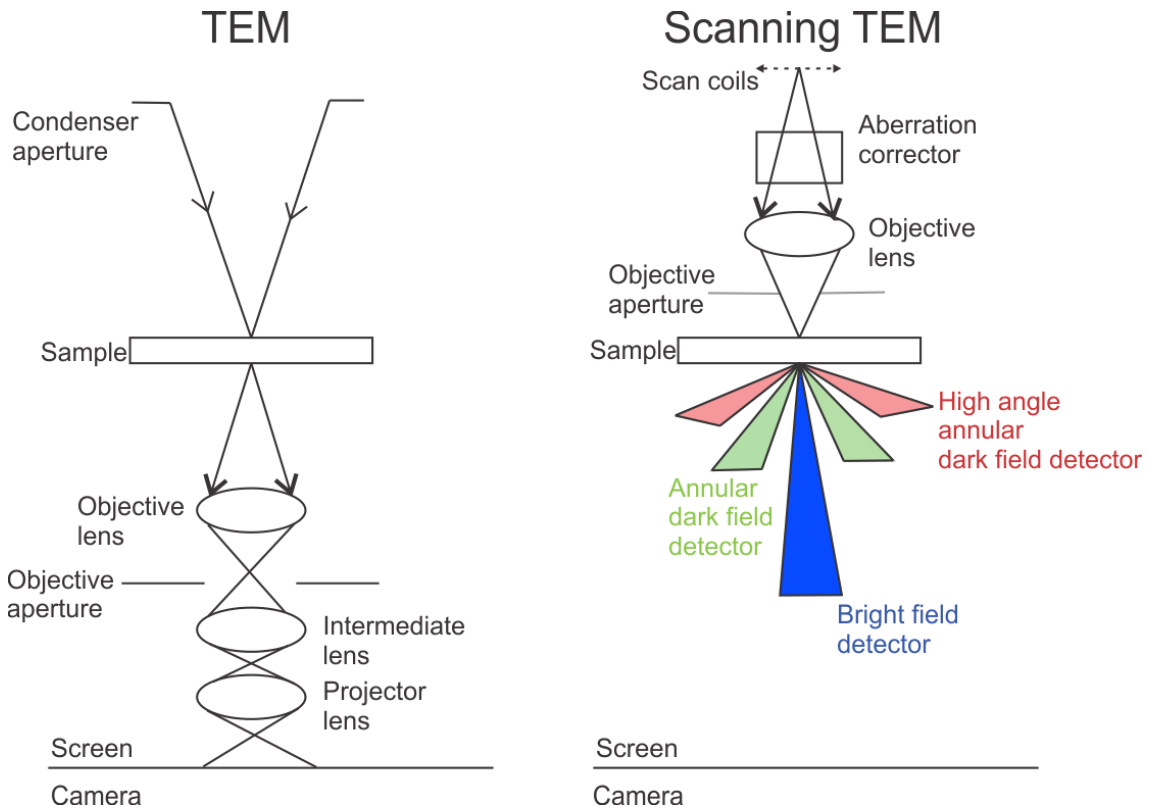 TEM
Condenser
aperture
Sample
Objective
lens
Objective
aperture
Intermediate
lens
Projector
lens
Screen
Camera
Scanning TEM
Scan coils
Aberration
corrector
Objective
lens
Objective
aperture
Sample
High angle
annular
dark field detector
Annular
dark field
detector
Bright field
detector
Screen
Camera